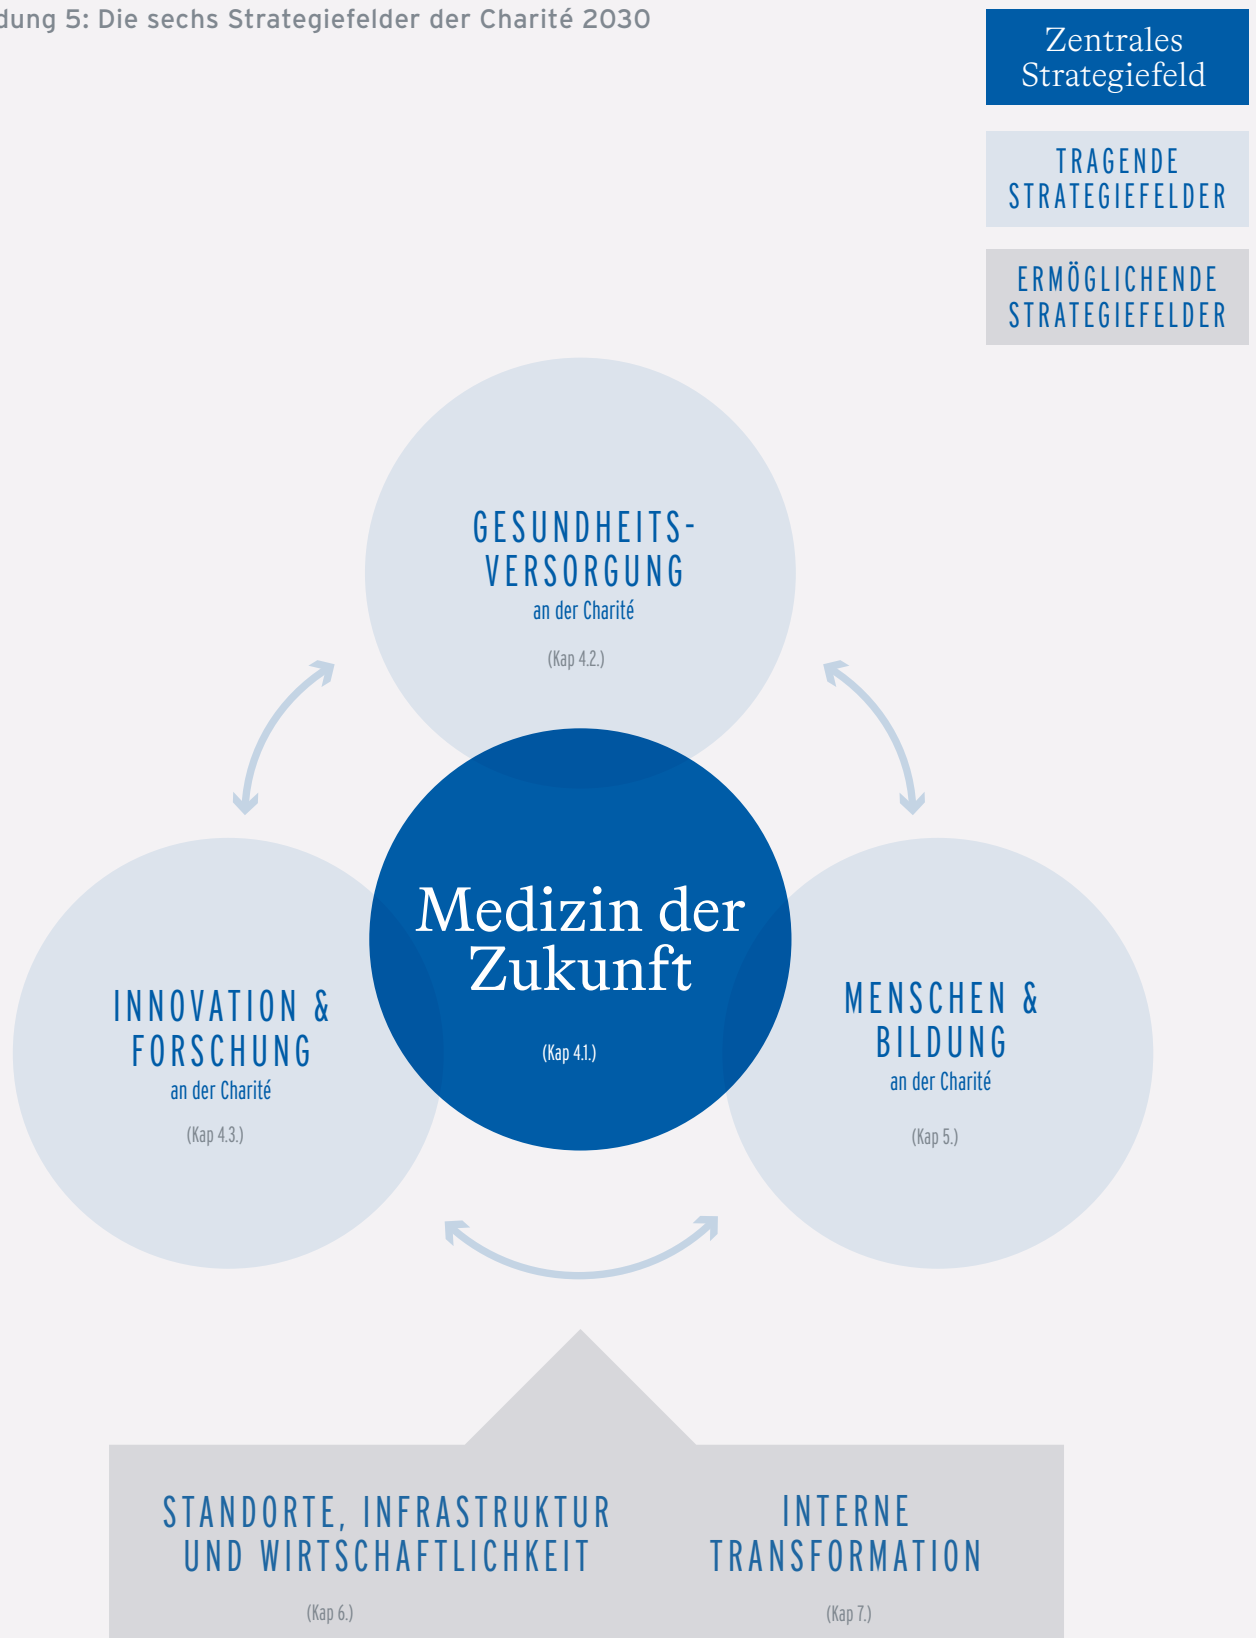 dung 5: Die sechs Strategiefelder der Charité 2030
Zentrales
Strategiefeld
TRAGENDE
STRATEGIEFELDER
ERMÖGLICHENDE
STRATEGIEFELDER
GESUNDHEITS-
VERSORGUNG
an der Charité
(Kap 4.2.)
Medizin der
Zukunft
(Kap 4.1.)
INNOVATION &
FORSCHUNG
an der Charité
(Kap 4.3.)
MENSCHEN &
BILDUNG
an der Charité
(Kap 5.)
STANDORTE, INFRASTRUKTUR
UND WIRTSCHAFTLICHKEIT
(Kap 6.)
INTERNE
TRANSFORMATION
(Kap 7.)